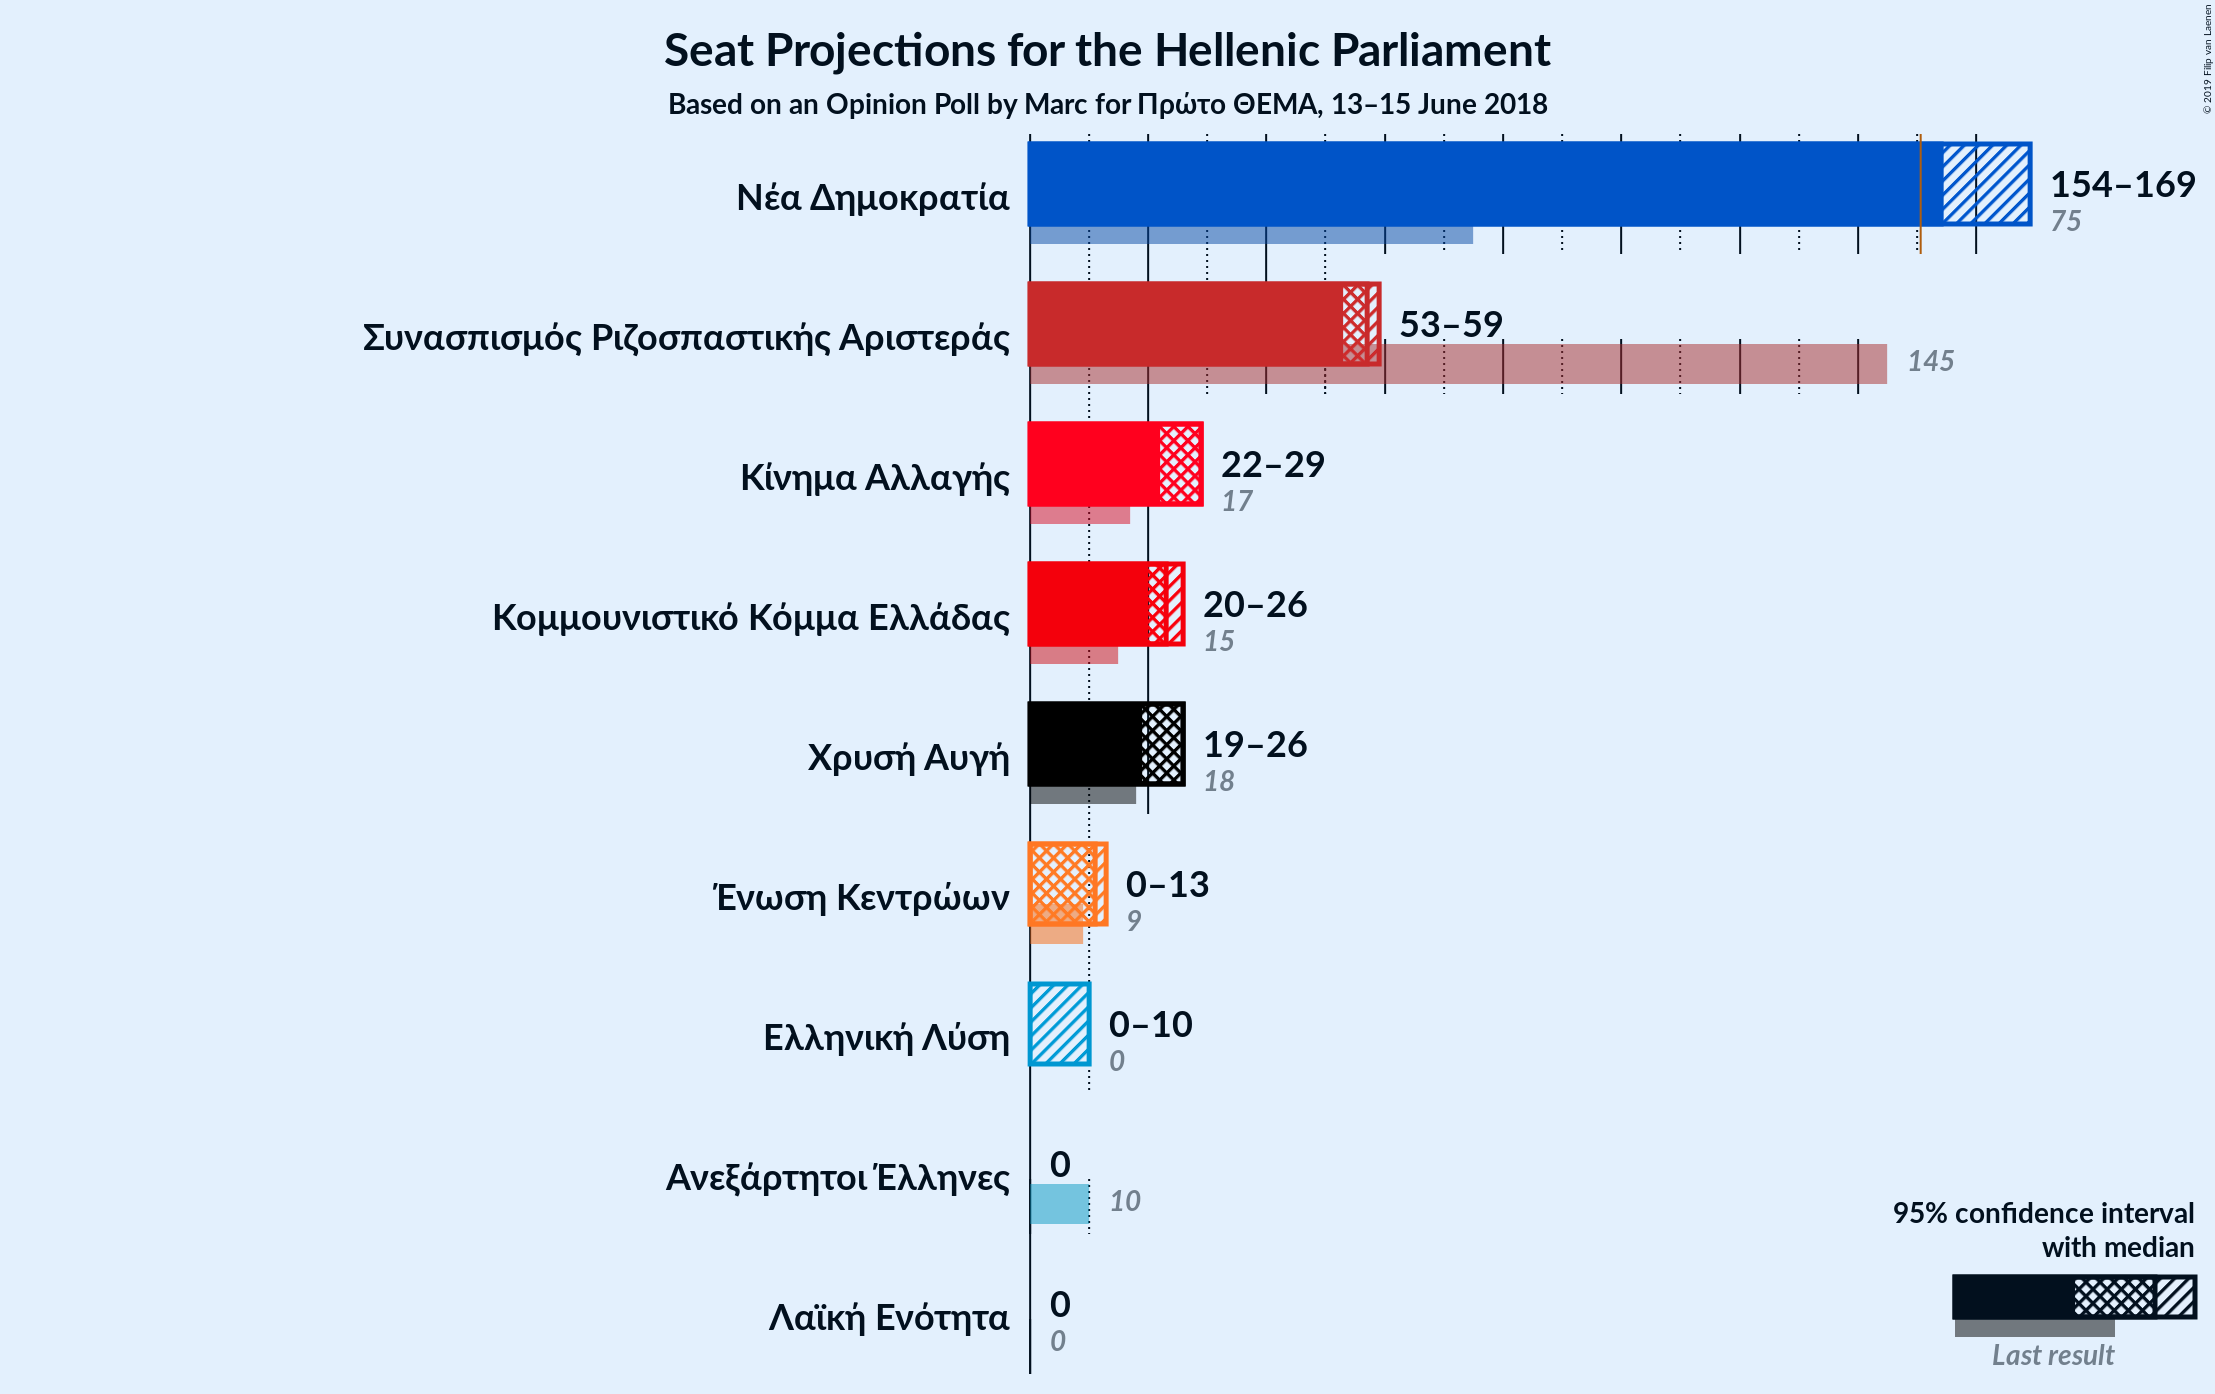 Seat Projections for the Hellenic Parliament
Based on an Opinion Poll by Marc for Πρώτο ΘΕΜΑ, 13–15 June 2018
© 2019 Filip van Laenen
Νέα Δημοκρατία
154–169
75
Συνασπισμός Ριζοσπαστικής Αριστεράς
53–59
145
Κίνημα Αλλαγής
22–29
17
Κομμουνιστικό Κόμμα Ελλάδας
20–26
15
Χρυσή Αυγή
19–26
18
Ένωση Κεντρώων
0–13
9
Ελληνική Λύση
0–10
0
Ανεξάρτητοι Έλληνες
0
10
Λαϊκή Ενότητα
0
0
95% confidence interval
with median
Last result